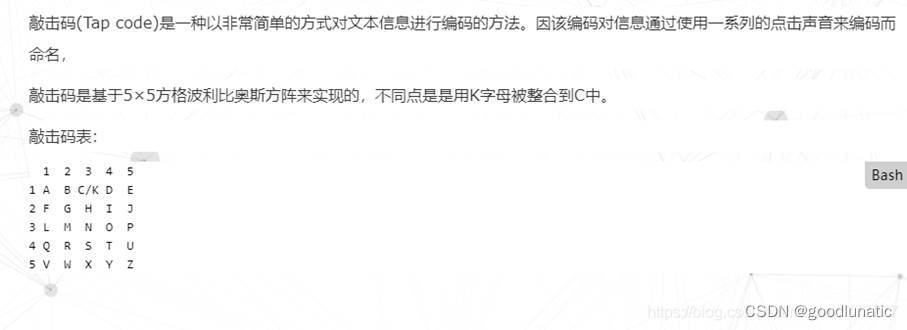 敲击码(Tap code)是一种以非常简单的方式对文本信息进行编码的方法。因该编码对信息通过使用一系列的点击声音来编码而
命名，
敲击码是基于5×5方格波利比奥斯方阵来实现的，不同点是是用K字母被整合到C中。
敲击码表：
1 2 3 4 5
Bash
1 A B C/K D E
2 F G H I J
3 L M N O P
4 Q R S T U
5 V W X Y Z
CSDN @goodlunatic